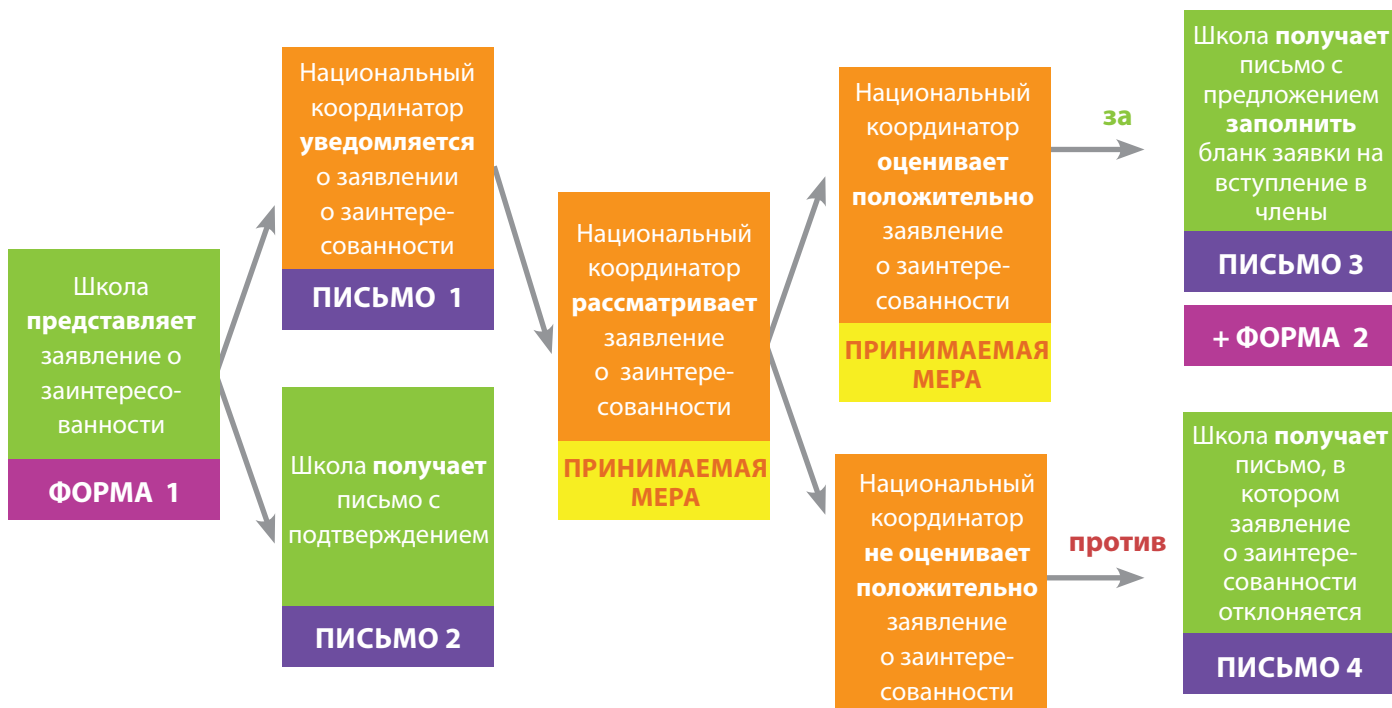 Школа
представляет
заявление о
заинтересо-
ванности
ФОРМА 1
Национальный
координатор
уведомляется
о заявлении
о заинтере-
сованности
ПИСЬМО 1
Школа получает
письмо с
подтверждением
ПИСЬМО 2
Национальный
координатор
рассматривает
заявление
о заинтере-
сованности
ПРИНИМАЕМАЯ
МЕРА
Национальный
координатор
оценивает
положительно
заявление
о заинтере-
сованности
ПРИНИМАЕМАЯ
МЕРА
за
Школа получает
письмо с
предложением
заполнить
бланк заявки на
вступление в
члены
ПИСЬМО 3
+ ФОРМА 2
Национальный
координатор
не оценивает
положительно
заявление
о заинтере-
сованности
против
Школа получает
письмо, в
котором
заявление
о заинтере-
сованности
отклоняется
ПИСЬМО 4